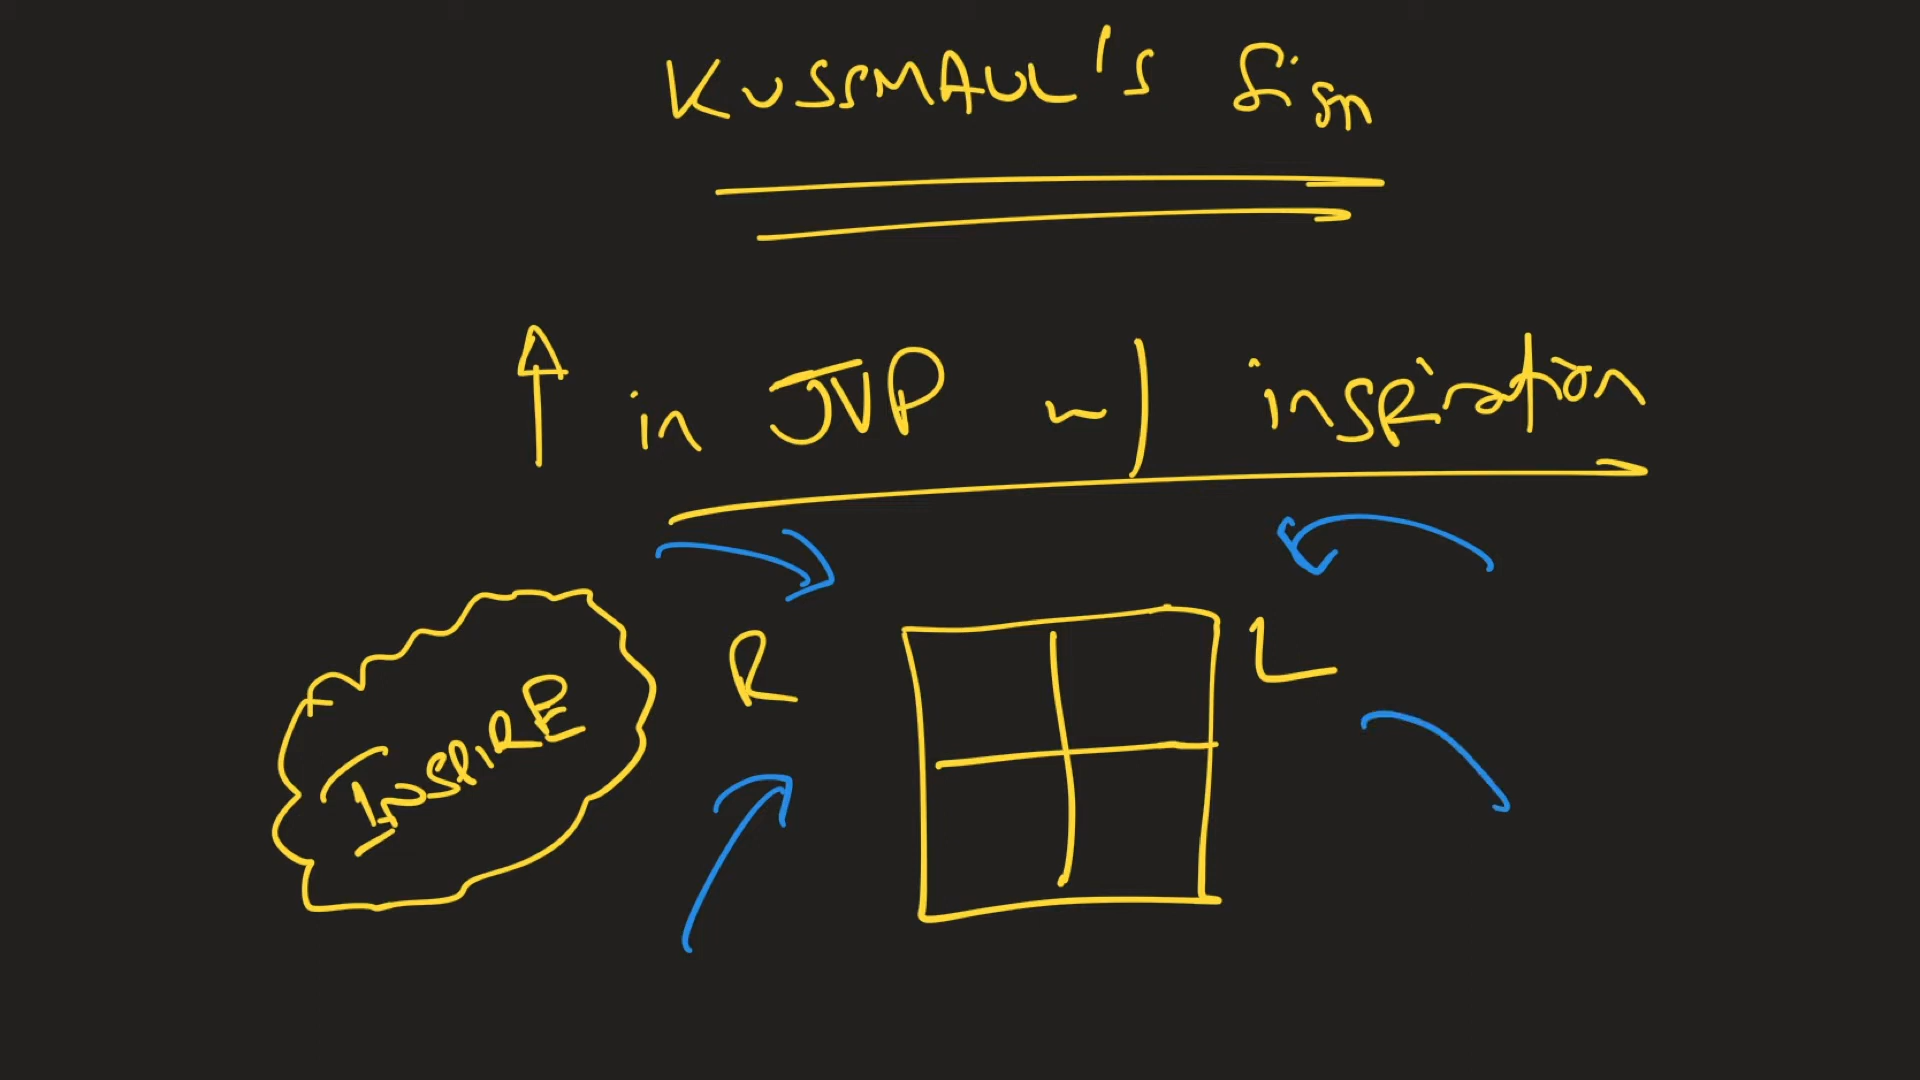 KUSSMAUL'S Sign
↑ in JVP w/ inspiration
R
L
INSPIRE